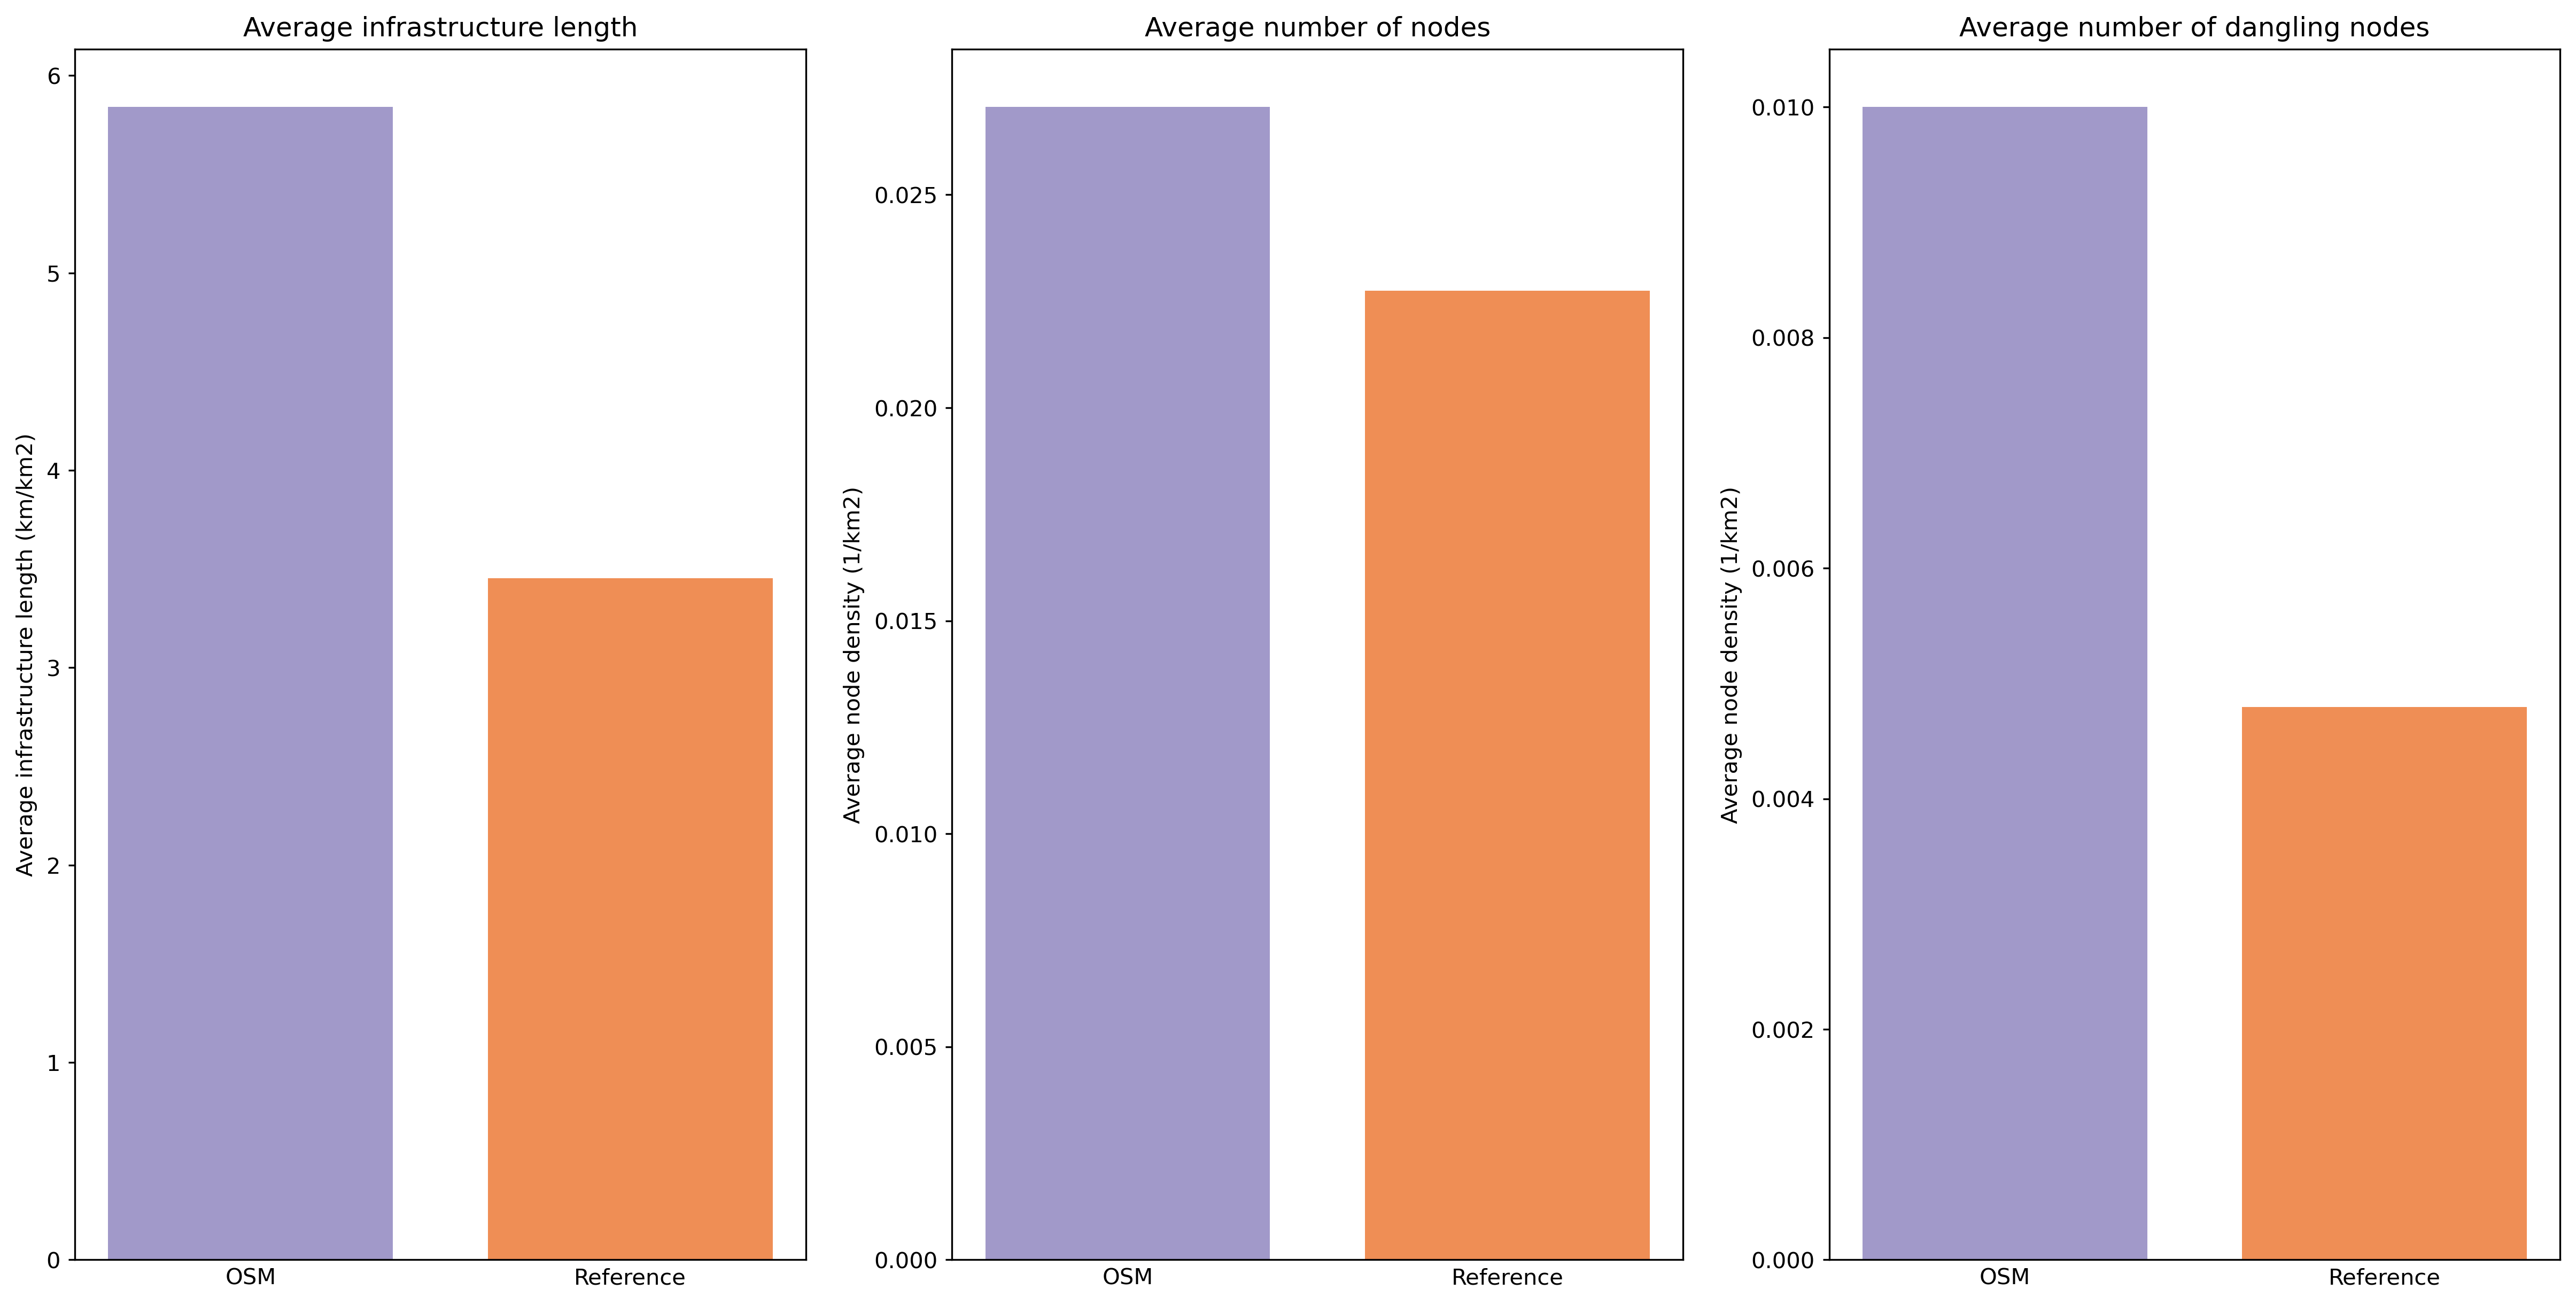 Average infrastructure length
Average infrastructure length (km/km2)
6
5
4
3
2
1
0
OSM
Reference
Average number of nodes
Average node density (1/km2)
0.025
0.020
0.015
0.010
0.005
0.000
OSM
Reference
Average number of dangling nodes
Average node density (1/km2)
0.010
0.008
0.006
0.004
0.002
0.000
OSM
Reference